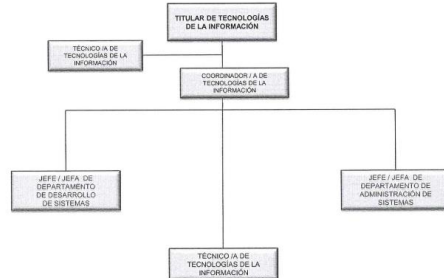 TITULAR DE TECNOLOGÍAS
DE LA INFORMACIÓN
TÉCNICO /A DE
TECNOLOGÍAS DE LA
INFORMACIÓN
COORDINADOR / A DE
TECNOLOGÍAS DE LA
INFORMACIÓN
JEFE / JEFA DE
DEPARTAMENTO
DE DESARROLLO
DE SISTEMAS
JEFE / JEFA DE
DEPARTAMENTO DE
ADMINISTRACIÓN DE
SISTEMAS
TÉCNICO /A DE
TECNOLOGÍAS DE LA
INFORMACIÓN